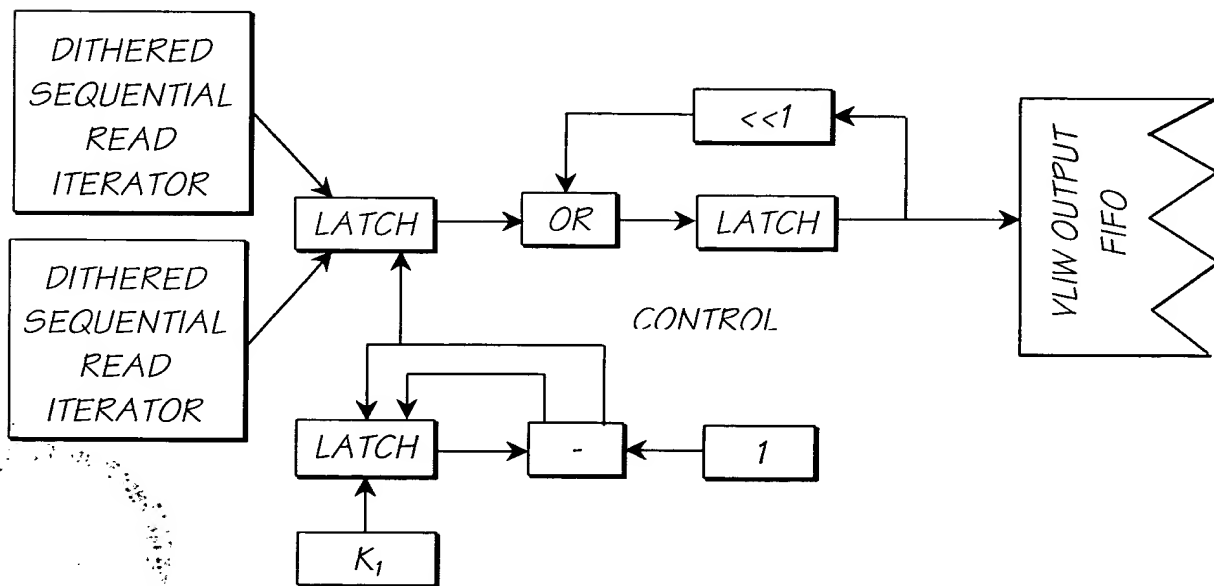 DITHERED
SEQUENTIAL
READ
ITERATOR
<<1
LATCH
OR
LATCH
VLIW OUTPUT
FIFO
DITHERED
SEQUENTIAL
READ
ITERATOR
CONTROL
LATCH
-
1
K₁